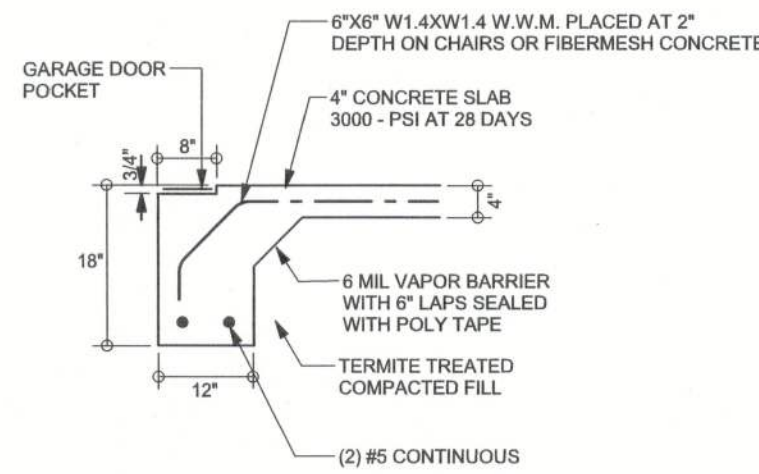 6"X6" W1.4XW1.4 W.W.M. PLACED AT 2"
DEPTH ON CHAIRS OR FIBERMESH CONCRETE
GARAGE DOOR
POCKET
4" CONCRETE SLAB
3000 - PSI AT 28 DAYS
8"
3/4"
4"
18"
6 MIL VAPOR BARRIER
WITH 6" LAPS SEALED
WITH POLY TAPE
12"
TERMITE TREATED
COMPACTED FILL
(2) #5 CONTINUOUS